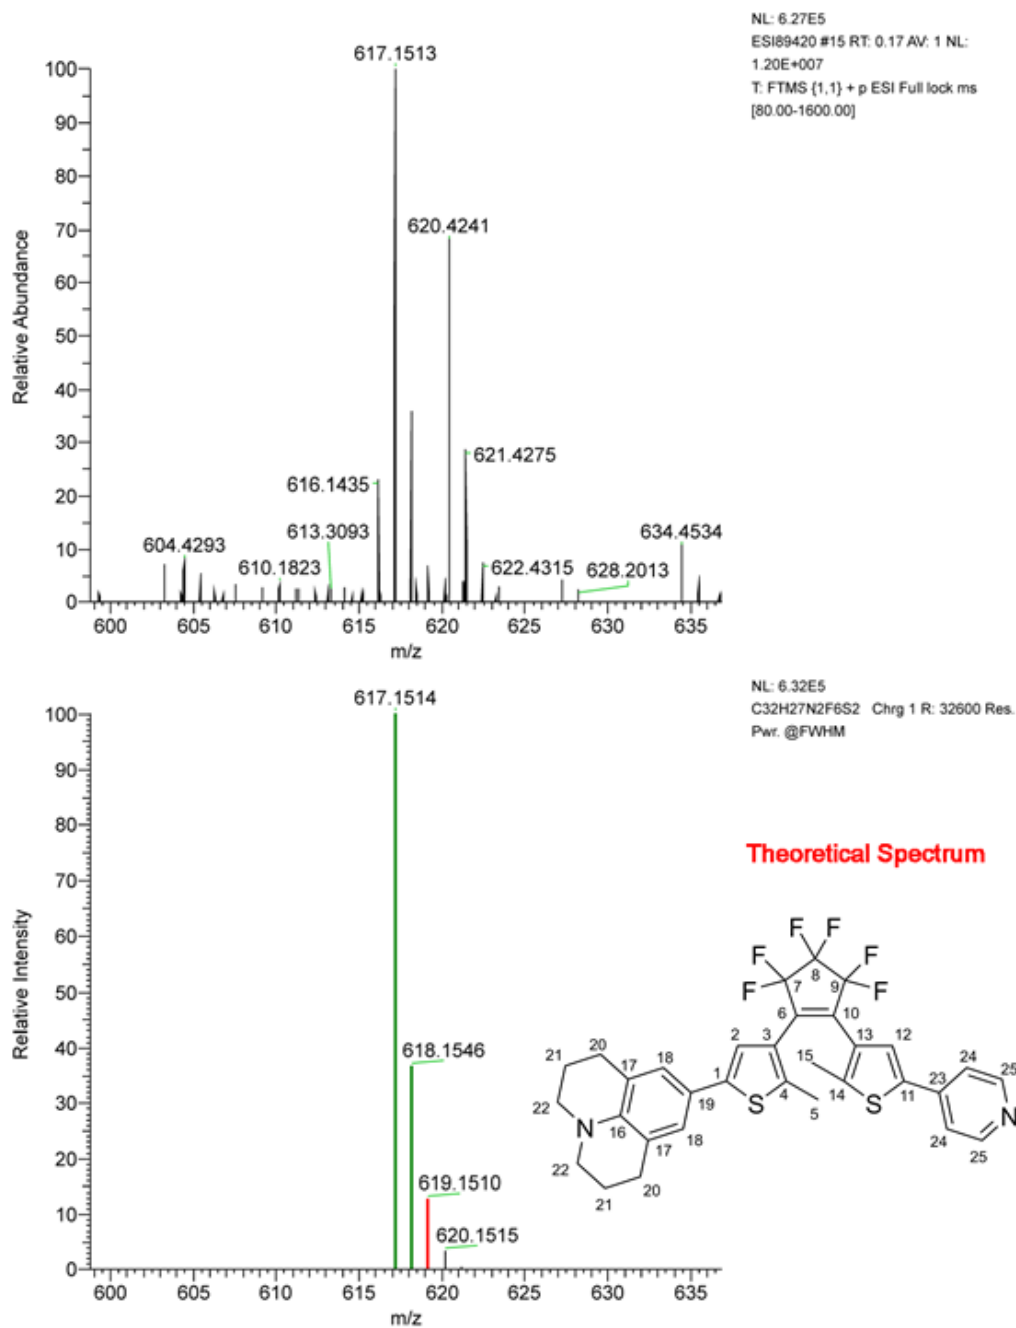 NL: 6.27E5
ESI89420 #15 RT: 0.17 AV: 1 NL:
1.20E+007
T: FTMS {1,1} + p ESI Full lock ms
[80.00-1600.00]
617.1513
620.4241
621.4275
616.1435
613.3093
604.4293
610.1823
622.4315
628.2013
634.4534
100
90
80
70
60
50
40
30
20
10
0
Relative Abundance
600 605 610 615 620 625 630 635
m/z
NL: 6.32E5
C32H27N2F6S2 Chrg 1 R: 32600 Res.
Pwr. @FWHM
617.1514
618.1546
619.1510
620.1515
100
90
80
70
60
50
40
30
20
10
0
Relative Intensity
600 605 610 615 620 625 630 635
m/z
Theoretical Spectrum
F F F F
F F
7 8 9
6 10
2 3 13 12
20 21 17 18 15 24 25
1 4 5 14 11 23
22 19 S S N
N 16 18 24 25
22 17
21 20